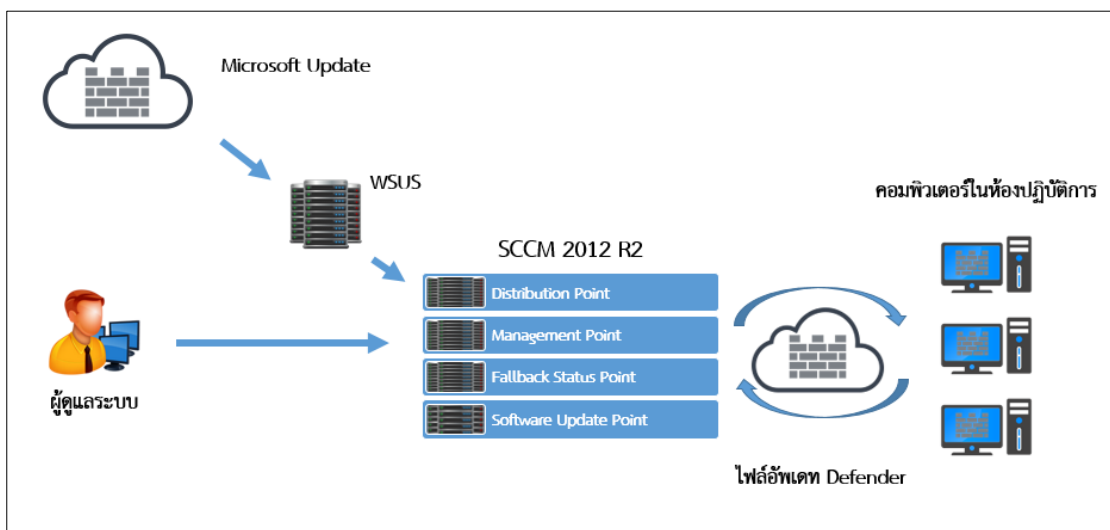 Microsoft Update
WSUS
คอมพิวเตอร์ในห้องปฏิบัติการ
SCCM 2012 R2
Distribution Point
Management Point
Fallback Status Point
Software Update Point
ผู้ดูแลระบบ
ไฟล์อัพเดท Defender